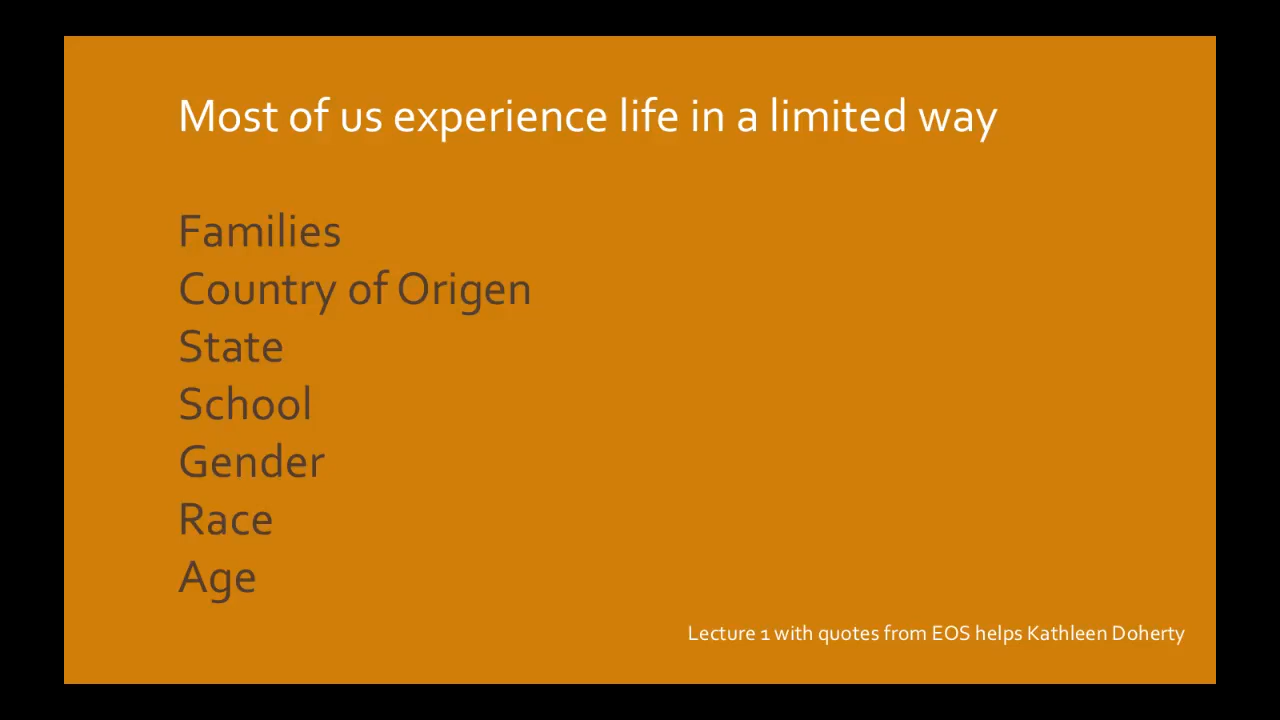 Most of us experience life in a limited way
Families
Country of Origen
State
School
Gender
Race
Age
Lecture 1 with quotes from EOS helps Kathleen Doherty